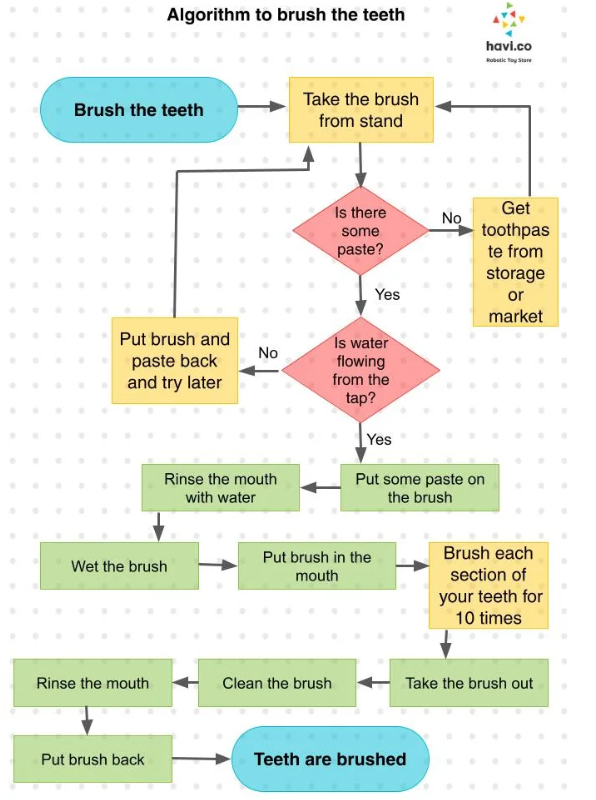 Algorithm to brush the teeth
havi.co
Robotic Toy Store
Brush the teeth
Take the brush
from stand
Is there
some
paste?
No
Get
toothpas
te from
storage
or
market
Yes
Put brush and
paste back
and try later
No
Is water
flowing
from the
tap?
Yes
Rinse the mouth
with water
Put some paste on
the brush
Wet the brush
Put brush in the
mouth
Brush each
section of
your teeth for
10 times
Rinse the mouth
Clean the brush
Take the brush out
Put brush back
Teeth are brushed